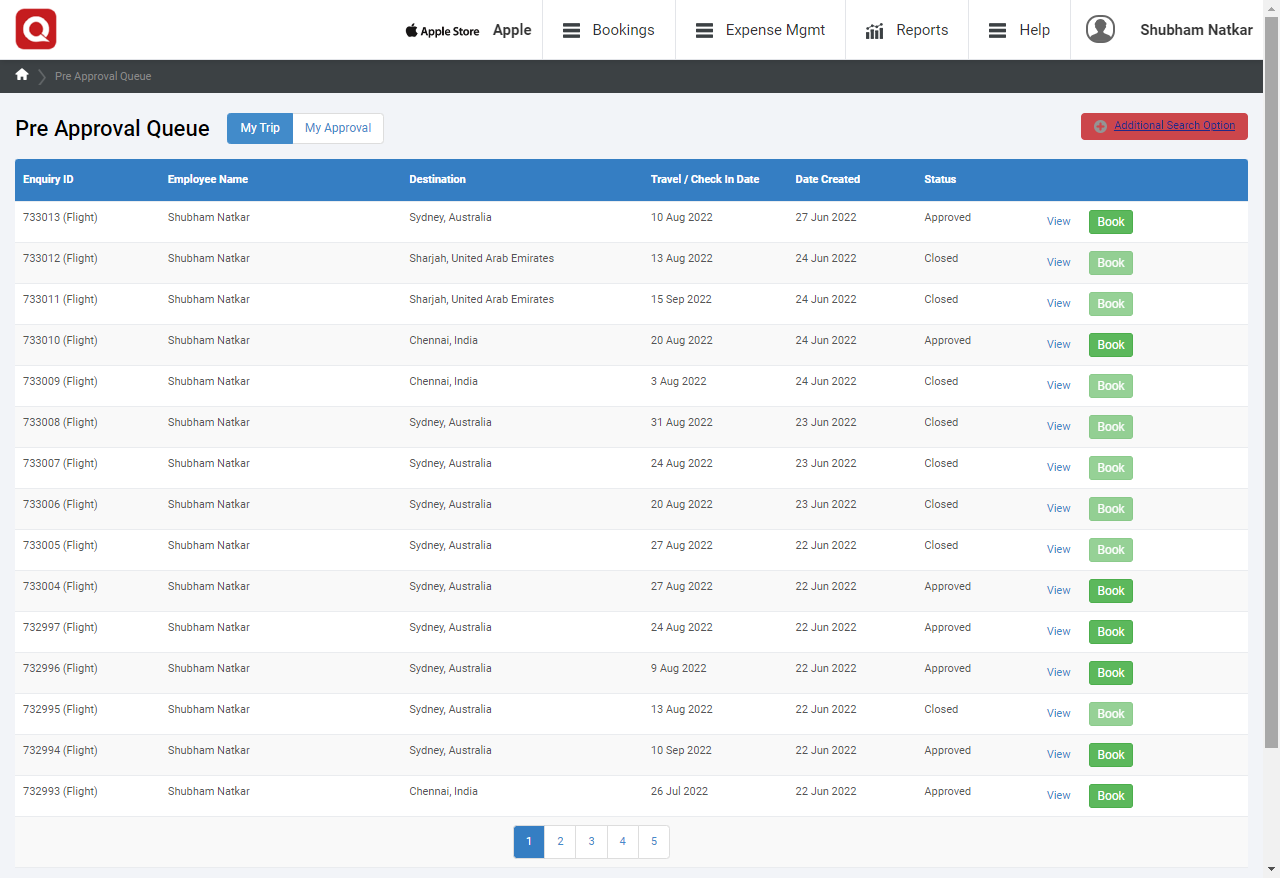 Apple Store Apple Bookings Expense Mgmt Reports Help Shubham Natkar
Pre Approval Queue
Pre Approval Queue My Trip My Approval Additional Search Option
Enquiry ID Employee Name Destination Travel / Check In Date Date Created Status
733013 (Flight) Shubham Natkar Sydney, Australia 10 Aug 2022 27 Jun 2022 Approved View Book
733012 (Flight) Shubham Natkar Sharjah, United Arab Emirates 13 Aug 2022 24 Jun 2022 Closed View Book
733011 (Flight) Shubham Natkar Sharjah, United Arab Emirates 15 Sep 2022 24 Jun 2022 Closed View Book
733010 (Flight) Shubham Natkar Chennai, India 20 Aug 2022 24 Jun 2022 Approved View Book
733009 (Flight) Shubham Natkar Chennai, India 3 Aug 2022 24 Jun 2022 Closed View Book
733008 (Flight) Shubham Natkar Sydney, Australia 31 Aug 2022 23 Jun 2022 Closed View Book
733007 (Flight) Shubham Natkar Sydney, Australia 24 Aug 2022 23 Jun 2022 Closed View Book
733006 (Flight) Shubham Natkar Sydney, Australia 20 Aug 2022 23 Jun 2022 Closed View Book
733005 (Flight) Shubham Natkar Sydney, Australia 27 Aug 2022 22 Jun 2022 Closed View Book
733004 (Flight) Shubham Natkar Sydney, Australia 27 Aug 2022 22 Jun 2022 Approved View Book
732997 (Flight) Shubham Natkar Sydney, Australia 24 Aug 2022 22 Jun 2022 Approved View Book
732996 (Flight) Shubham Natkar Sydney, Australia 9 Aug 2022 22 Jun 2022 Approved View Book
732995 (Flight) Shubham Natkar Sydney, Australia 13 Aug 2022 22 Jun 2022 Closed View Book
732994 (Flight) Shubham Natkar Sydney, Australia 10 Sep 2022 22 Jun 2022 Approved View Book
732993 (Flight) Shubham Natkar Chennai, India 26 Jul 2022 22 Jun 2022 Approved View Book
1 2 3 4 5